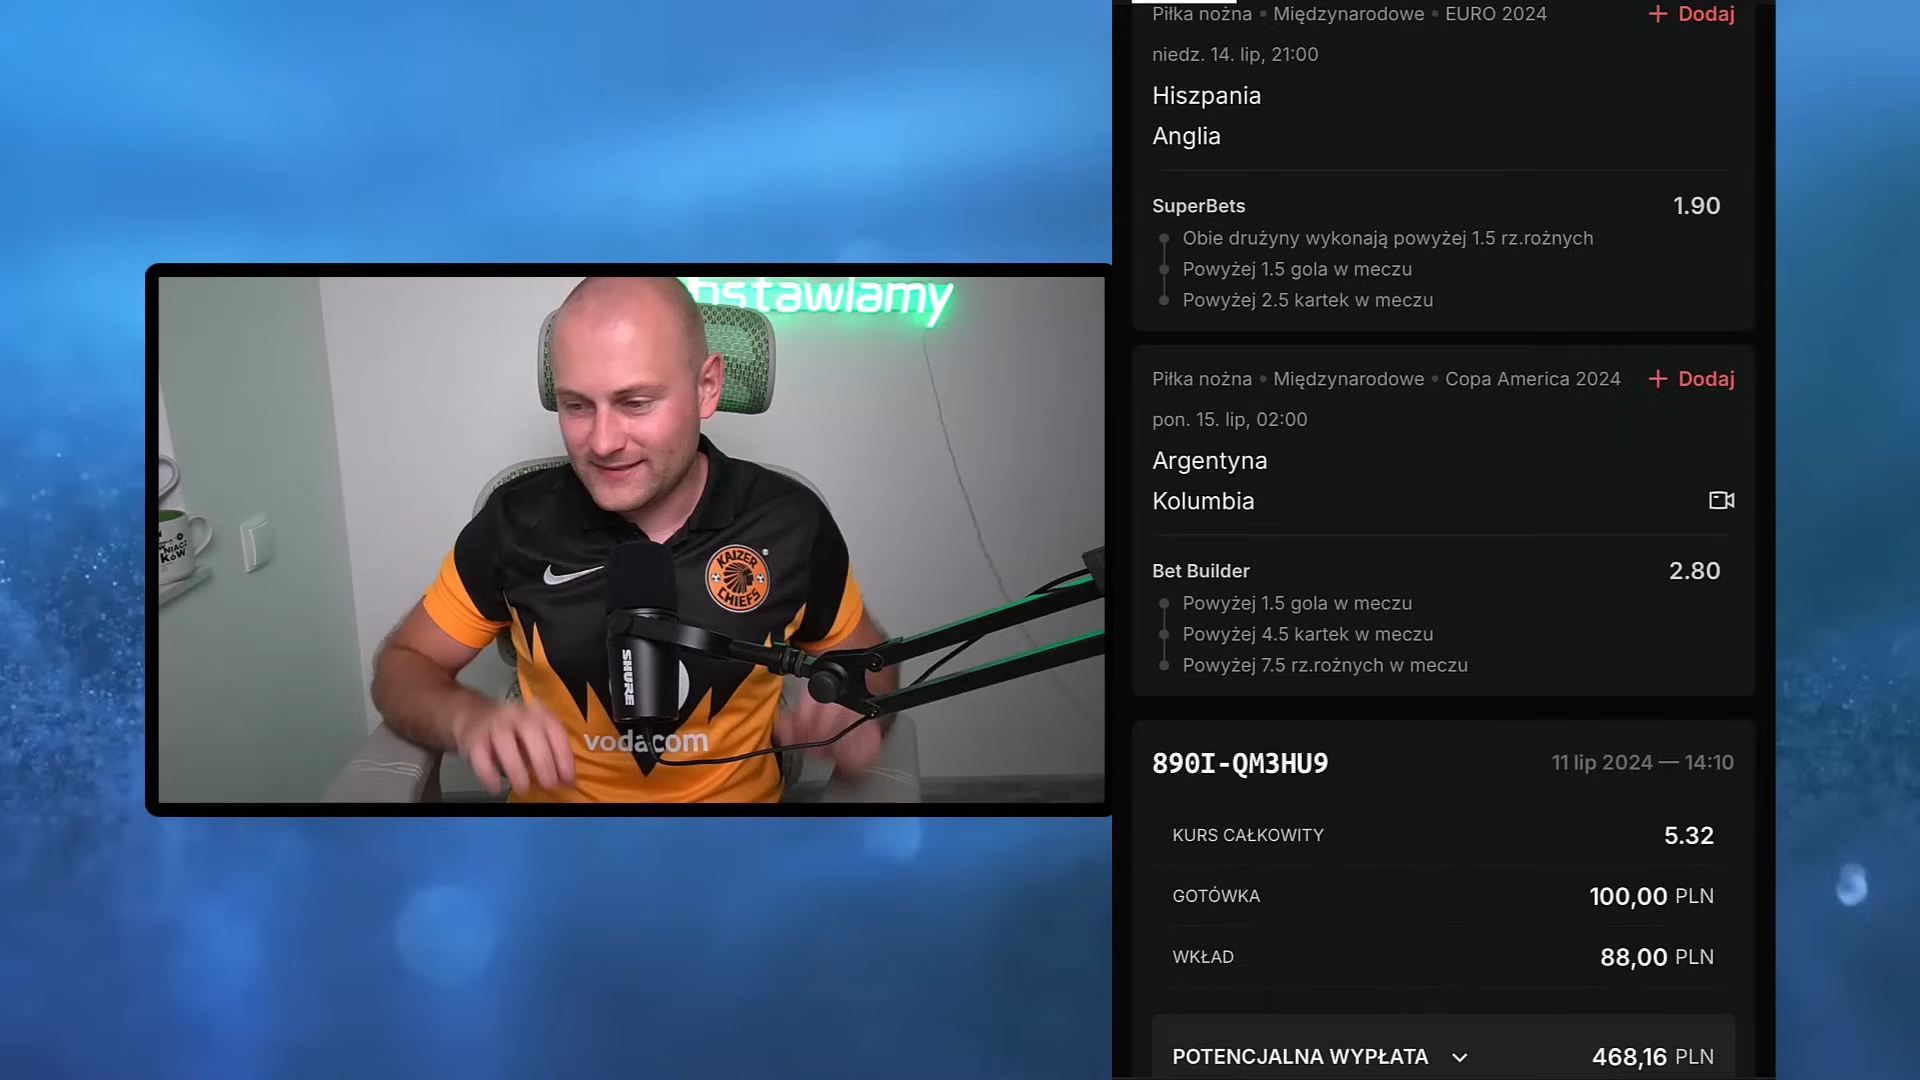 Piłka nożna • Międzynarodowe • EURO 2024
+ Dodaj
niedz. 14. lip, 21:00
Hiszpania
Anglia
SuperBets 1.90
Obie drużyny wykonają powyżej 1.5 rz.rożnych
Powyżej 1.5 gola w meczu
Powyżej 2.5 kartek w meczu
Piłka nożna • Międzynarodowe • Copa America 2024
+ Dodaj
pon. 15. lip, 02:00
Argentyna
Kolumbia
Bet Builder 2.80
Powyżej 1.5 gola w meczu
Powyżej 4.5 kartek w meczu
Powyżej 7.5 rz.rożnych w meczu
890I-QM3HU9 11 lip 2024 — 14:10
KURS CAŁKOWITY 5.32
GOTÓWKA 100,00 PLN
WKŁAD 88,00 PLN
POTENCJALNA WYPŁATA 468,16 PLN
KAIZER
CHIEFS
SHURE
vodacom